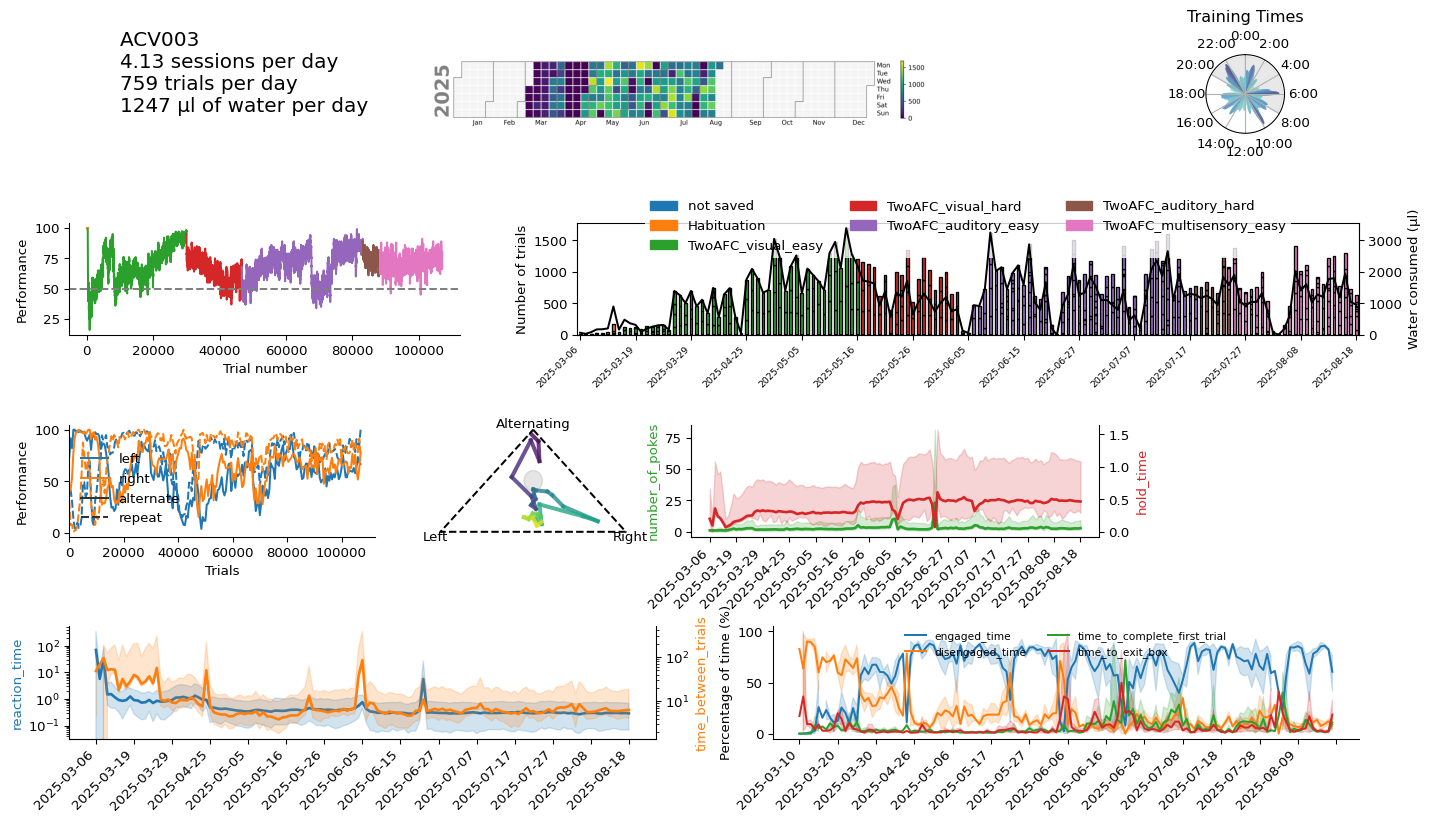 ACV003
4.13 sessions per day
759 trials per day
1247 µl of water per day
2025
Mon
Tue
Wed
Thu
Fri
Sat
Sun
Jan Feb Mar Apr May Jun Jul Aug Sep Oct Nov Dec
1500
1000
500
0
Training Times
0:00
2:00
4:00
6:00
8:00
10:00
12:00
14:00
16:00
18:00
20:00
22:00
Performance
100
75
50
25
0 20000 40000 60000 80000 100000
Trial number
not saved
Habituation
TwoAFC_visual_easy
TwoAFC_visual_hard
TwoAFC_auditory_easy
TwoAFC_auditory_hard
TwoAFC_multisensory_easy
Number of trials
1500
1000
500
0
Water consumed (µl)
3000
2000
1000
0
2025-03-06 2025-03-19 2025-03-29 2025-04-25 2025-05-05 2025-05-16 2025-05-26 2025-06-05 2025-06-15 2025-06-27 2025-07-07 2025-07-17 2025-07-27 2025-08-08 2025-08-18
Performance
100
50
0
left
right
alternate
repeat
0 20000 40000 60000 80000 100000
Trials
Alternating
Left
Right
number_of_pokes
75
50
25
0
hold_time
1.5
1.0
0.5
0.0
2025-03-06 2025-03-19 2025-03-29 2025-04-25 2025-05-05 2025-05-16 2025-05-26 2025-06-05 2025-06-15 2025-06-27 2025-07-07 2025-07-17 2025-07-27 2025-08-08 2025-08-18
reaction_time
10²
10¹
10⁰
10⁻¹
time_between_trials
10²
10¹
2025-03-06 2025-03-19 2025-03-29 2025-04-25 2025-05-05 2025-05-16 2025-05-26 2025-06-05 2025-06-15 2025-06-27 2025-07-07 2025-07-17 2025-07-27 2025-08-08 2025-08-18
Percentage of time (%)
100
50
0
engaged_time
disengaged_time
time_to_complete_first_trial
time_to_exit_box
2025-03-10 2025-03-20 2025-03-30 2025-04-26 2025-05-06 2025-05-17 2025-05-27 2025-06-06 2025-06-16 2025-06-28 2025-07-08 2025-07-18 2025-07-28 2025-08-09